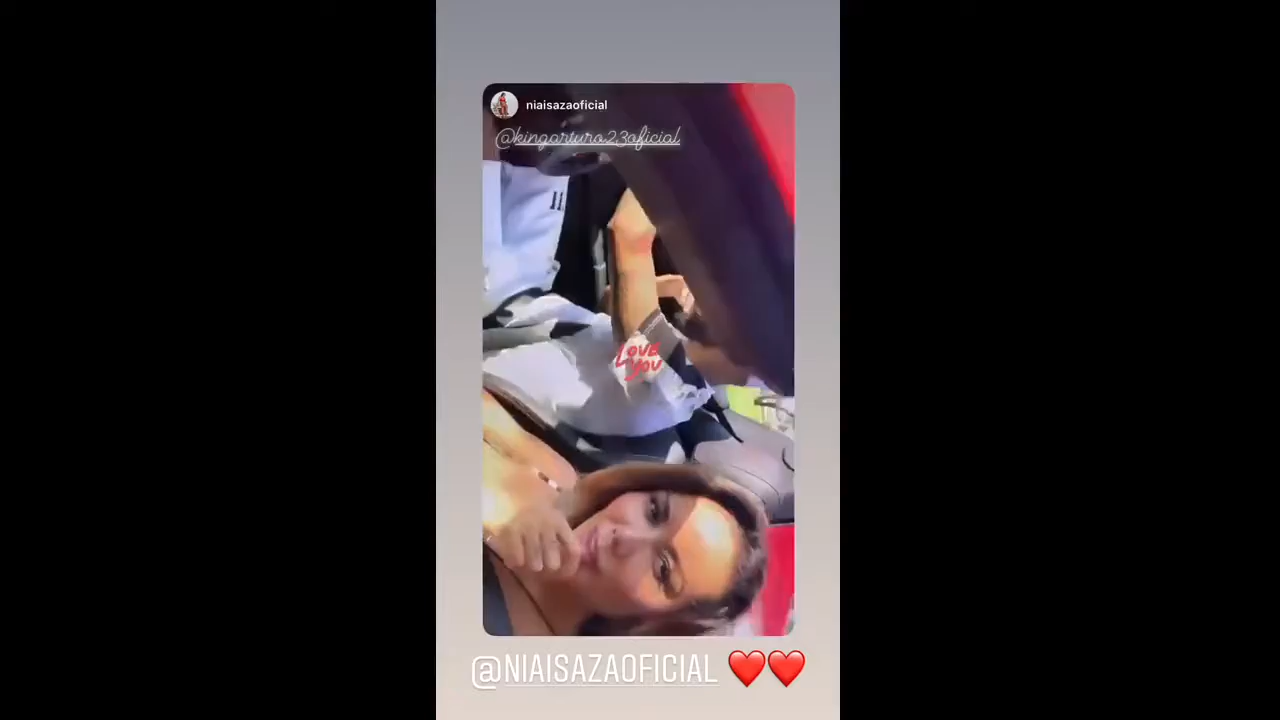 niaisazaoficial
@kingarturo23oficial
Love
you
@NIAISAZAOFICIAL ❤️❤️